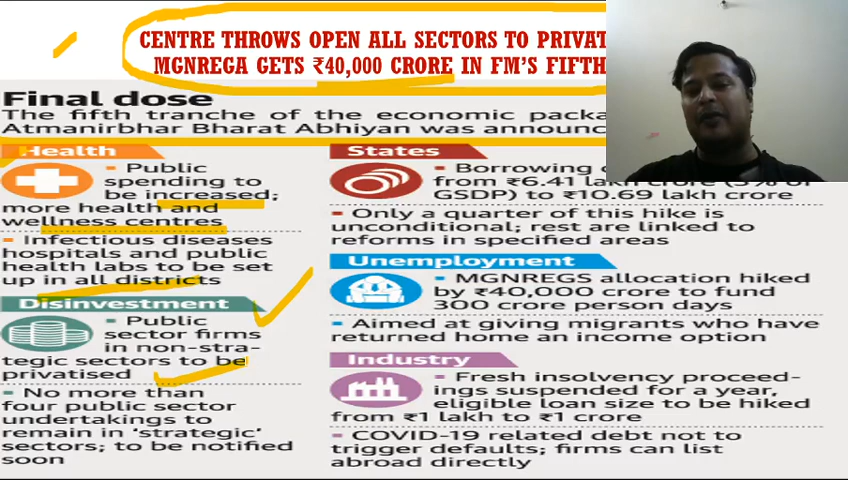 CENTRE THROWS OPEN ALL SECTORS TO
MGNREGA GETS ₹40,000 CRORE IN FM'S FIFTH
Final dose
The fifth tranche of the economic
Atmanirbhar Bharat Abhiyan was
Health
Public
spending to
be increased;
more health and
wellness centres
Infectious diseases
hospitals and public
health labs to be set
up in all districts
Disinvestment
Public
sector firms
in non-stra-
tegic sectors to be
privatised
No more than
four public sector
undertakings to
remain in 'strategic'
sectors; to be notified
soon
States
Borrowing
from ₹6.41 lakh crore (3% of
GSDP) to ₹10.69 lakh crore
Only a quarter of this hike is
unconditional; rest are linked to
reforms in specified areas
Unemployment
MGNREGS allocation hiked
by ₹40,000 crore to fund
300 crore person days
Aimed at giving migrants who have
returned home an income option
Industry
Fresh insolvency proceed-
ings suspended for a year,
eligible loan size to be hiked
from ₹1 lakh to ₹1 crore
COVID-19 related debt not to
trigger defaults; firms can list
abroad directly